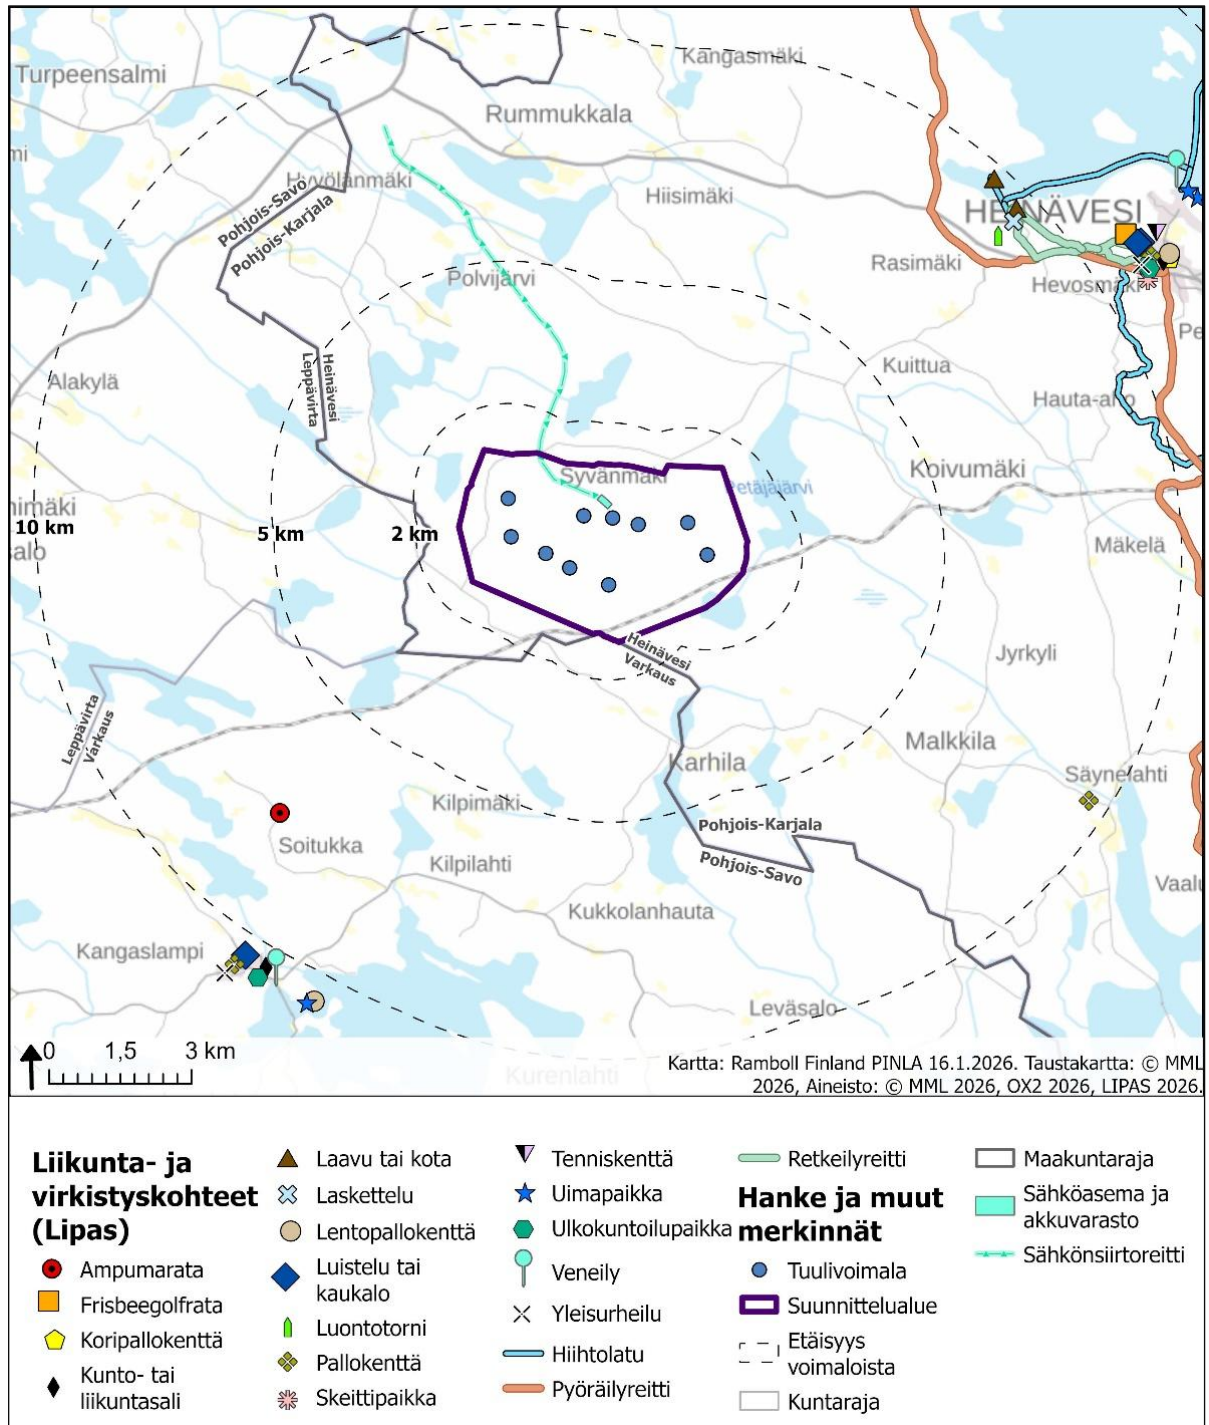 Kangasmäki
Turpeensalmi
Rummukkala
mi
Hyvölänmäki
Hiisimäki
Pohjois-Savo
Pohjois-Karjala
HEINÄVESI
Rasimäki
Polvijärvi
Hevosmäki
Pe
Heinävesi
Leppävirta
Kuittua
Alakylä
Hauta-aho
Syvänmäki
Koivumäki
Petäjäjärvi
nimäki
10 km
5 km
2 km
salo
Mäkelä
Heinävesi
Varkaus
Jyrkyli
Leppävirta
Varkaus
Malkkila
Karhila
Säynelahti
Kilpimäki
Pohjois-Karjala
Soitukka
Pohjois-Savo
Kilpilahti
Vaalu
Kukkolanhauta
Kangaslampi
Leväsalo
0 1,5 3 km
Kurenlahti
Kartta: Ramboll Finland PINLA 16.1.2026. Taustakartta: © MML
2026, Aineisto: © MML 2026, OX2 2026, LIPAS 2026.
Liikunta- ja
virkistyskohteet
(Lipas)
Ampumarata
Frisbeegolfrata
Koripallokenttä
Kunto- tai
liikuntasali
Laavu tai kota
Laskettelu
Lentopallokenttä
Luistelu tai
kaukalo
Luontotorni
Pallokenttä
Skeittipaikka
Tenniskenttä
Uimapaikka
Ulkokuntoilupaikka
Veneily
Yleisurheilu
Hiihtolatu
Pyöräilyreitti
Retkeilyreitti
Hanke ja muut
merkinnät
Tuulivoimala
Suunnittelualue
Etäisyys
voimaloista
Kuntaraja
Maakuntaraja
Sähköasema ja
akkuvarasto
Sähkönsiirtoreitti